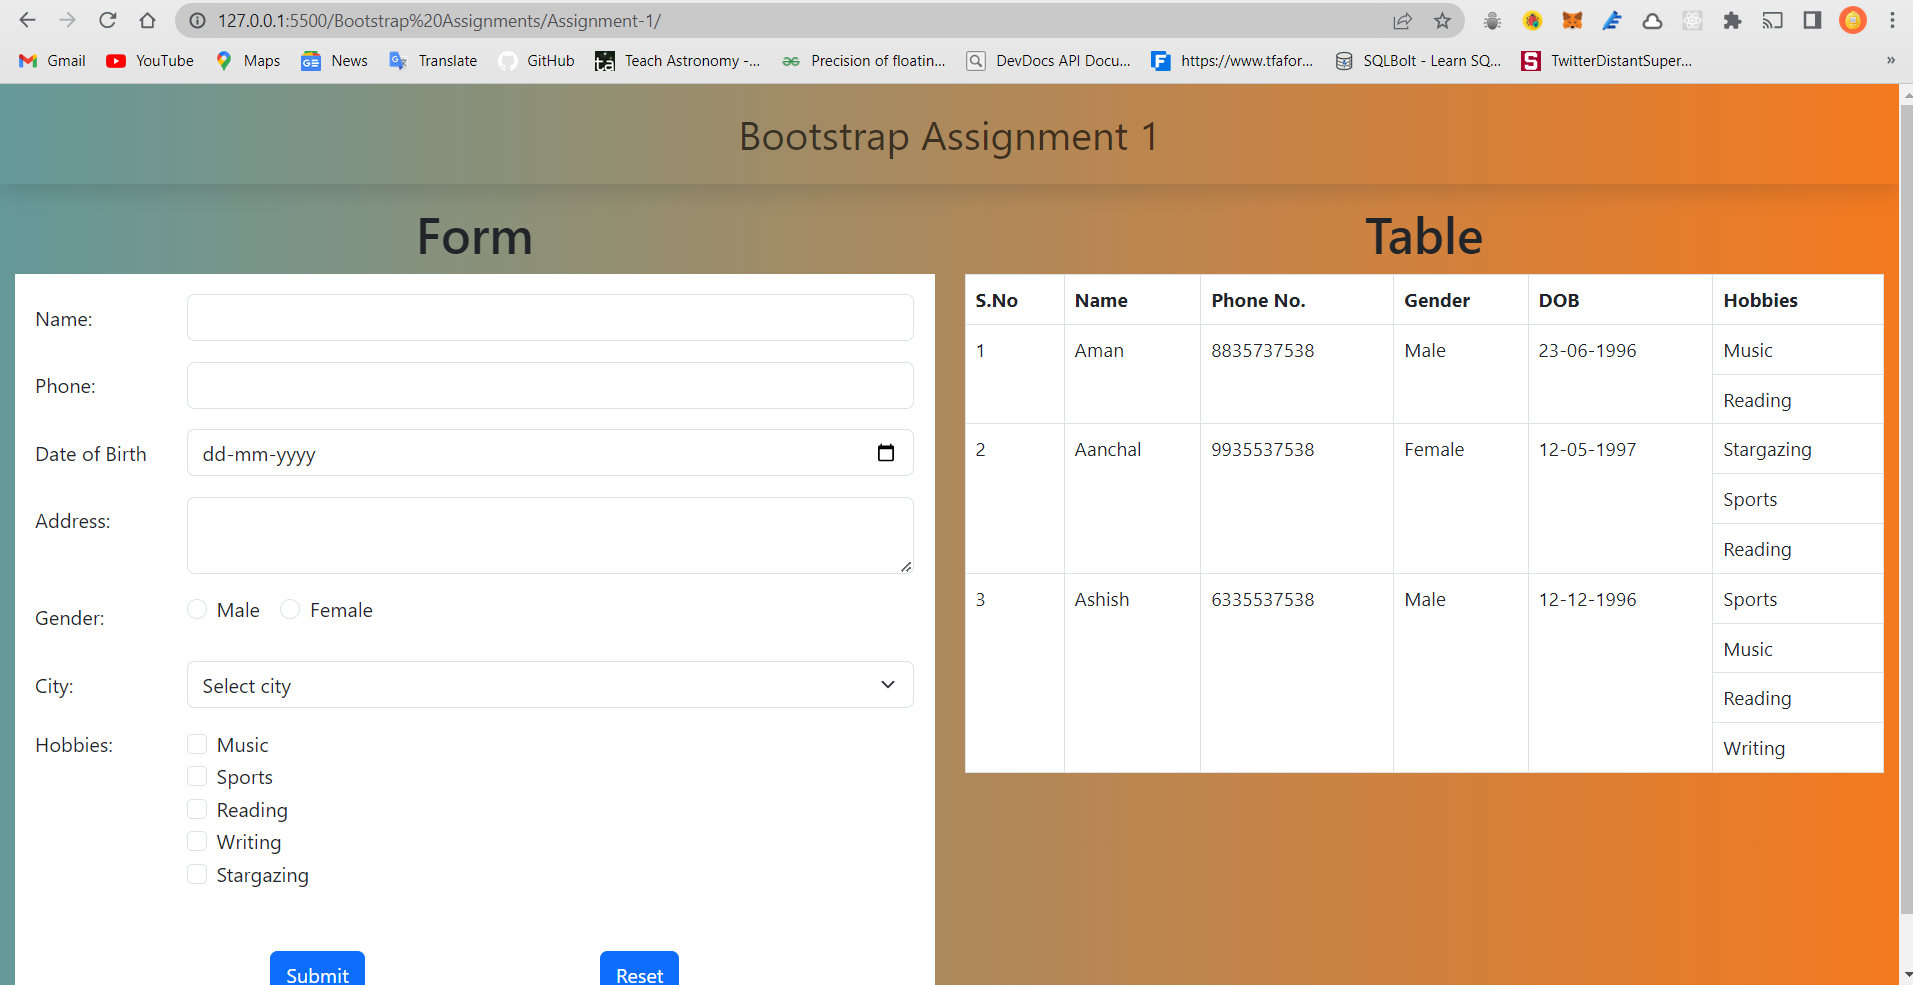 127.0.0.1:5500/Bootstrap%20Assignments/Assignment-1/
Gmail YouTube Maps News Translate GitHub Teach Astronomy -... Precision of floatin... DevDocs API Docu... https://www.tfafor... SQLBolt - Learn SQ... TwitterDistantSuper... »
Bootstrap Assignment 1
Form
Name:
Phone:
Date of Birth dd-mm-yyyy
Address:
Gender: Male Female
City: Select city
Hobbies: Music
Sports
Reading
Writing
Stargazing
Submit Reset
Table
S.No Name Phone No. Gender DOB Hobbies
1 Aman 8835737538 Male 23-06-1996 Music
Reading
2 Aanchal 9935537538 Female 12-05-1997 Stargazing
Sports
Reading
3 Ashish 6335537538 Male 12-12-1996 Sports
Music
Reading
Writing